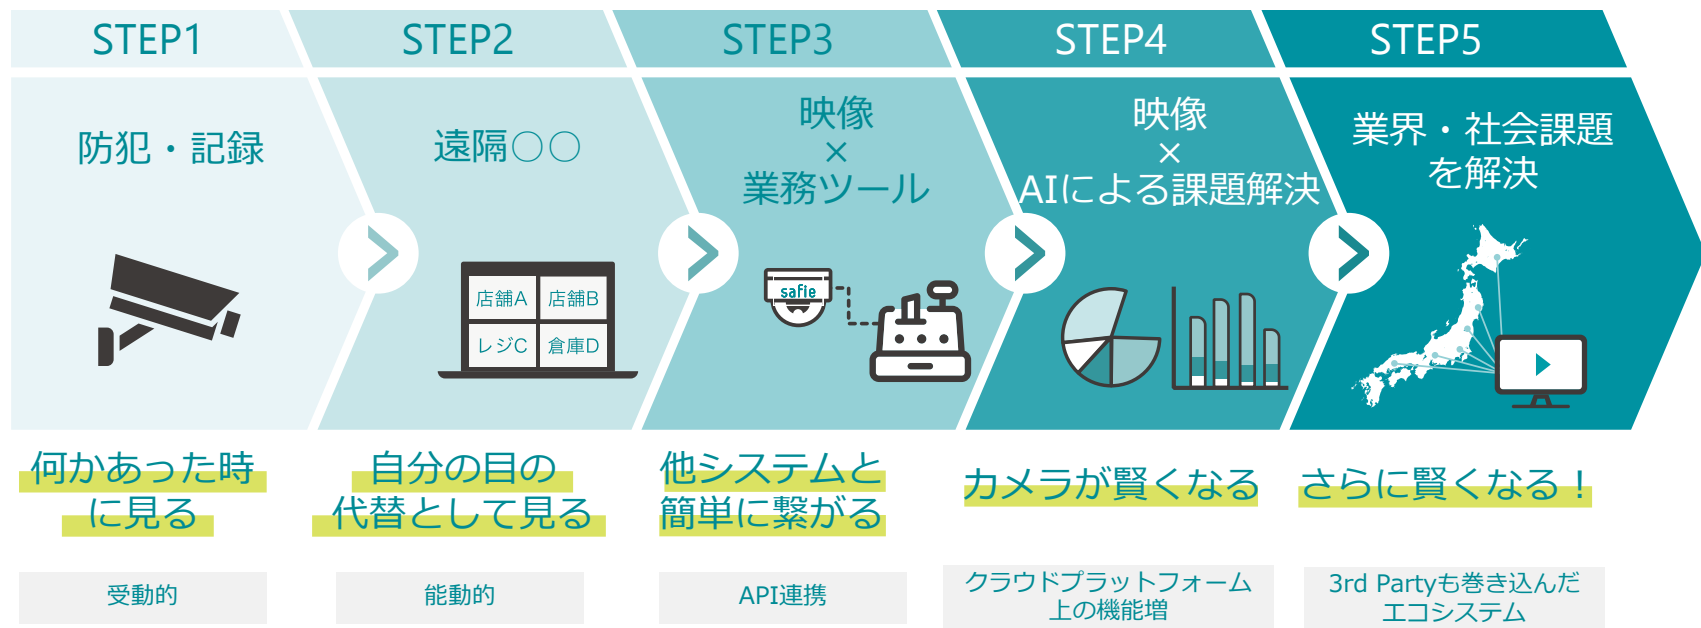 STEP1
STEP2
STEP3
STEP4
STEP5
防犯・記録
遠隔○○
映像
×
業務ツール
映像
×
AIによる課題解決
業界・社会課題
を解決
店舗A
店舗B
レジC
倉庫D
safie
何かあった時
に見る
自分の目の
代替として見る
他システムと
簡単に繋がる
カメラが賢くなる
さらに賢くなる！
受動的
能動的
API連携
クラウドプラットフォーム
上の機能増
3rd Partyも巻き込んだ
エコシステム